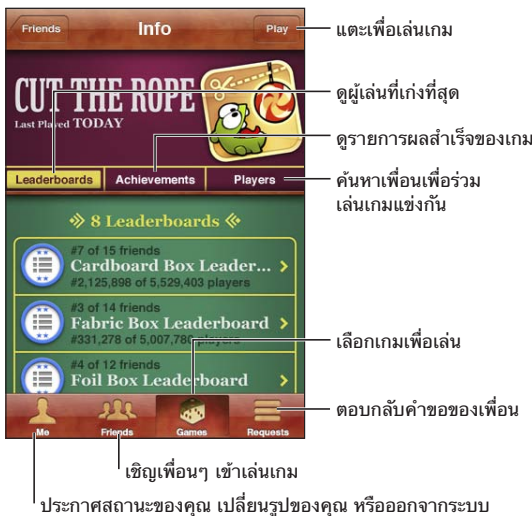 Friends
Info
Play
แตะเพื่อเล่นเกม
CUT THE ROPE
Last Played TODAY
ดูผู้เล่นที่เก่งที่สุด
ดูรายการผลสำเร็จของเกม
Leaderboards
Achievements
Players
ค้นหาเพื่อนเพื่อร่วม
เล่นเกมแข่งกัน
8 Leaderboards
#7 of 15 friends
Cardboard Box Leader...
#2,125,898 of 5,529,403 players
#3 of 14 friends
Fabric Box Leaderboard
#331,278 of 5,007,780 players
เลือกเกมเพื่อเล่น
#4 of 12 friends
Foil Box Leaderboard
Me
Friends
Games
Requests
ตอบกลับคำขอของเพื่อน
เชิญเพื่อนๆ เข้าเล่นเกม
ประกาศสถานะของคุณ เปลี่ยนรูปของคุณ หรือออกจากระบบ